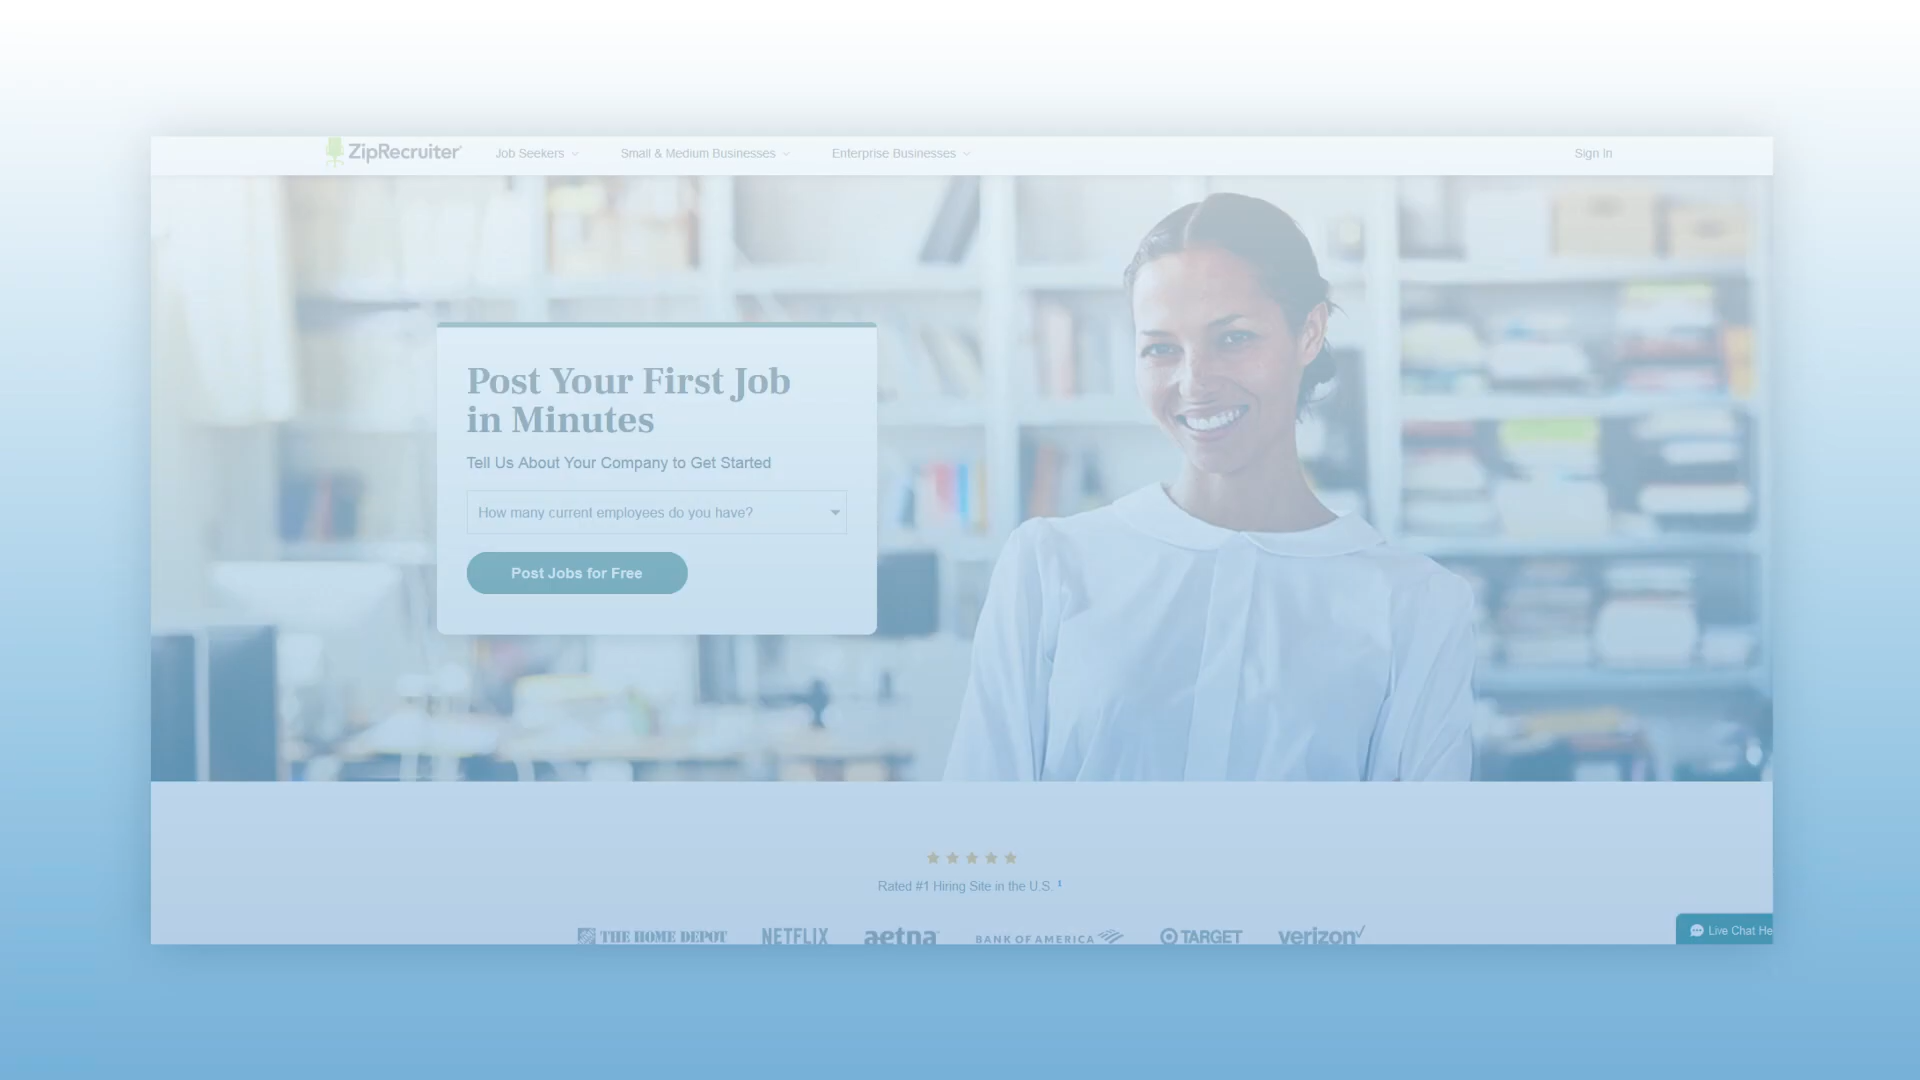 ZipRecruiter
Job Seekers
Small & Medium Businesses
Enterprise Businesses
Sign In
Post Your First Job
in Minutes
Tell Us About Your Company to Get Started
How many current employees do you have?
Post Jobs for Free
Rated #1 Hiring Site in the U.S. 1
THE HOME DEPOT
NETFLIX
aetna
BANK OF AMERICA
TARGET
verizon
Live Chat He